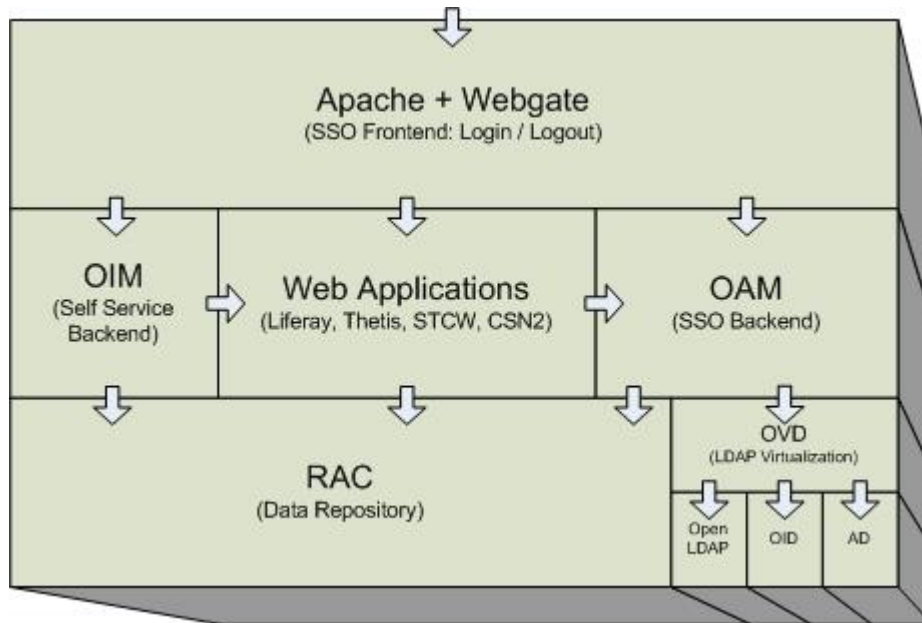 Apache + Webgate
(SSO Frontend: Login / Logout)
OIM
(Self Service
Backend)
Web Applications
(Liferay, Thetis, STCW, CSN2)
OAM
(SSO Backend)
RAC
(Data Repository)
OVD
(LDAP Virtualization)
Open
LDAP
OID
AD